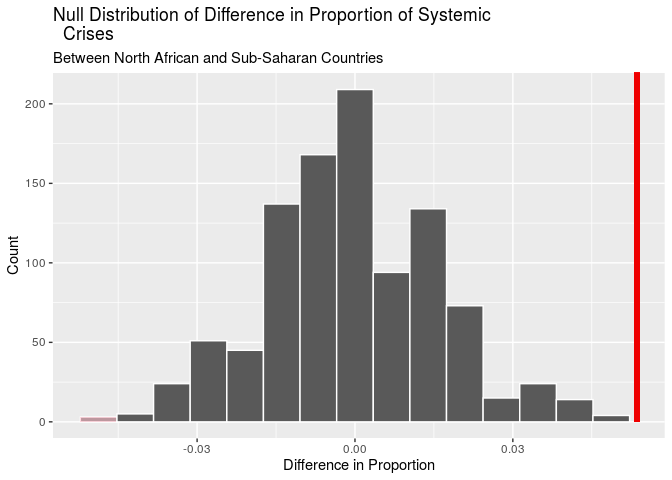 Null Distribution of Difference in Proportion of Systemic
Crises
Between North African and Sub-Saharan Countries
200
150
100
50
0
Count
-0.03
0.00
0.03
Difference in Proportion